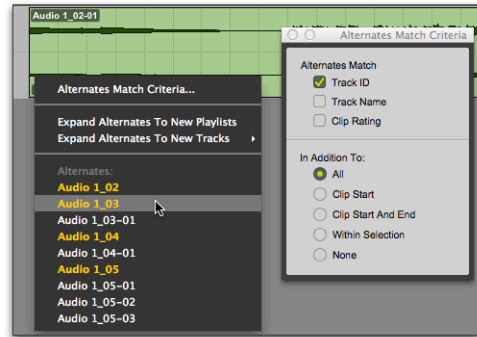 Audio 1_02-01
Alternates Match Criteria...
Expand Alternates To New Playlists
Expand Alternates To New Tracks
Alternates:
Audio 1_02
Audio 1_03
Audio 1_03-01
Audio 1_04
Audio 1_04-01
Audio 1_05
Audio 1_05-01
Audio 1_05-02
Audio 1_05-03
Alternates Match Criteria
Alternates Match
Track ID
Track Name
Clip Rating
In Addition To:
All
Clip Start
Clip Start And End
Within Selection
None